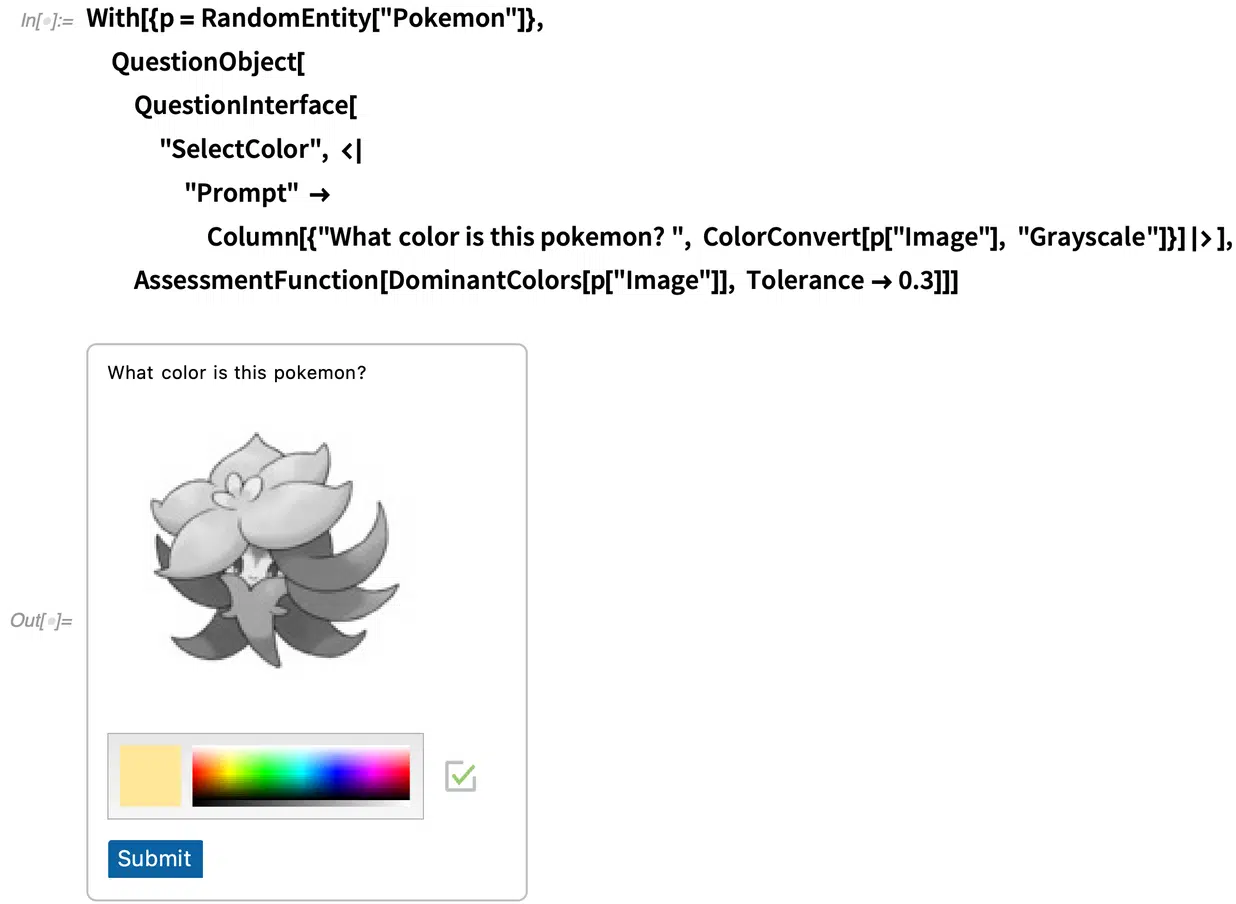 In[●]:= With[{p = RandomEntity["Pokemon"]},
QuestionObject[
QuestionInterface[
"SelectColor", <|
"Prompt" →
Column[{"What color is this pokemon? ", ColorConvert[p["Image"], "Grayscale"]}]|>],
AssessmentFunction[DominantColors[p["Image"]], Tolerance → 0.3]]]
What color is this pokemon?
Out[●]=
Submit